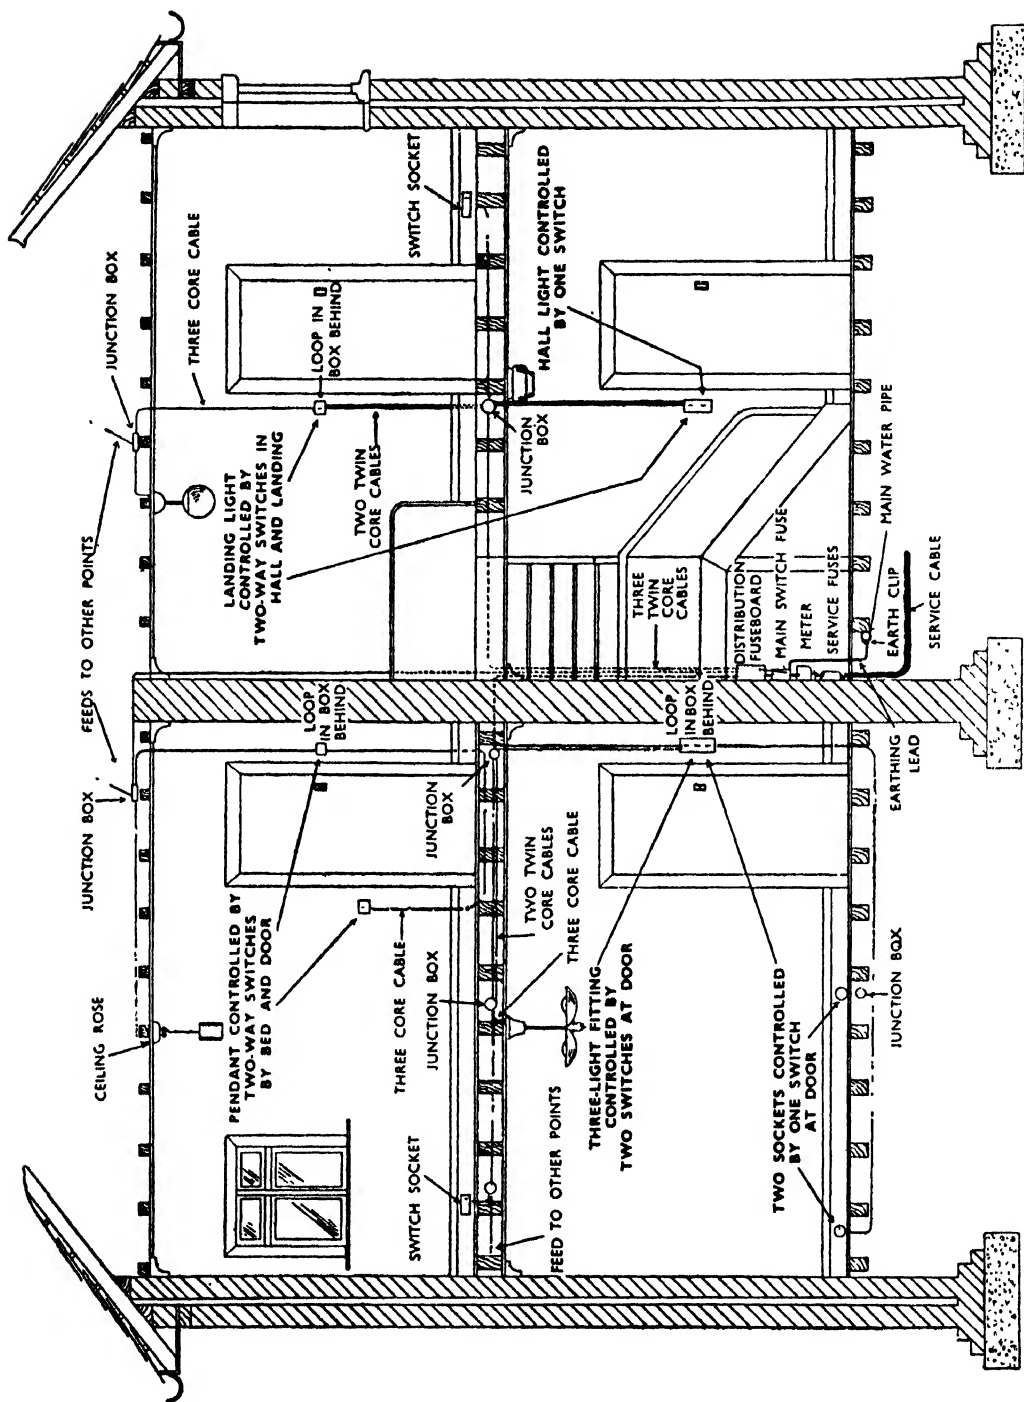 FEEDS TO OTHER POINTS
JUNCTION BOX
CEILING ROSE
PENDANT CONTROLLED BY
TWO-WAY SWITCHES
BY BED AND DOOR
LOOP
IN BOX
BEHIND
THREE CORE CABLE
SWITCH SOCKET
JUNCTION BOX
JUNCTION
BOX
FEED TO OTHER POINTS
TWO TWIN
CORE CABLES
THREE CORE CABLE
THREE-LIGHT FITTING
CONTROLLED BY
TWO SWITCHES AT DOOR
LOOP
IN BOX
BEHIND
TWO SOCKETS CONTROLLED
BY ONE SWITCH
AT DOOR
JUNCTION BOX
JUNCTION BOX
THREE CORE CABLE
LANDING LIGHT
CONTROLLED BY
TWO-WAY SWITCHES IN
HALL AND LANDING
LOOP IN
BOX BEHIND
TWO TWIN
CORE CABLES
SWITCH SOCKET
JUNCTION
BOX
HALL LIGHT CONTROLLED
BY ONE SWITCH
THREE
TWIN
CORE
CABLES
DISTRIBUTION
FUSEBOARD
MAIN SWITCH FUSE
METER
SERVICE FUSES
EARTHING
LEAD
EARTH CLIP
MAIN WATER PIPE
SERVICE CABLE